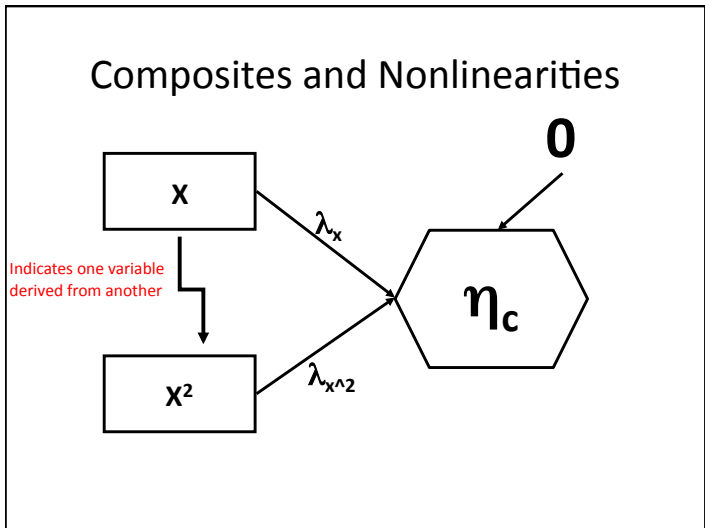 Composites and Nonlinearities
0
X
λx
Indicates one variable
derived from another
ηc
λx^2
X²